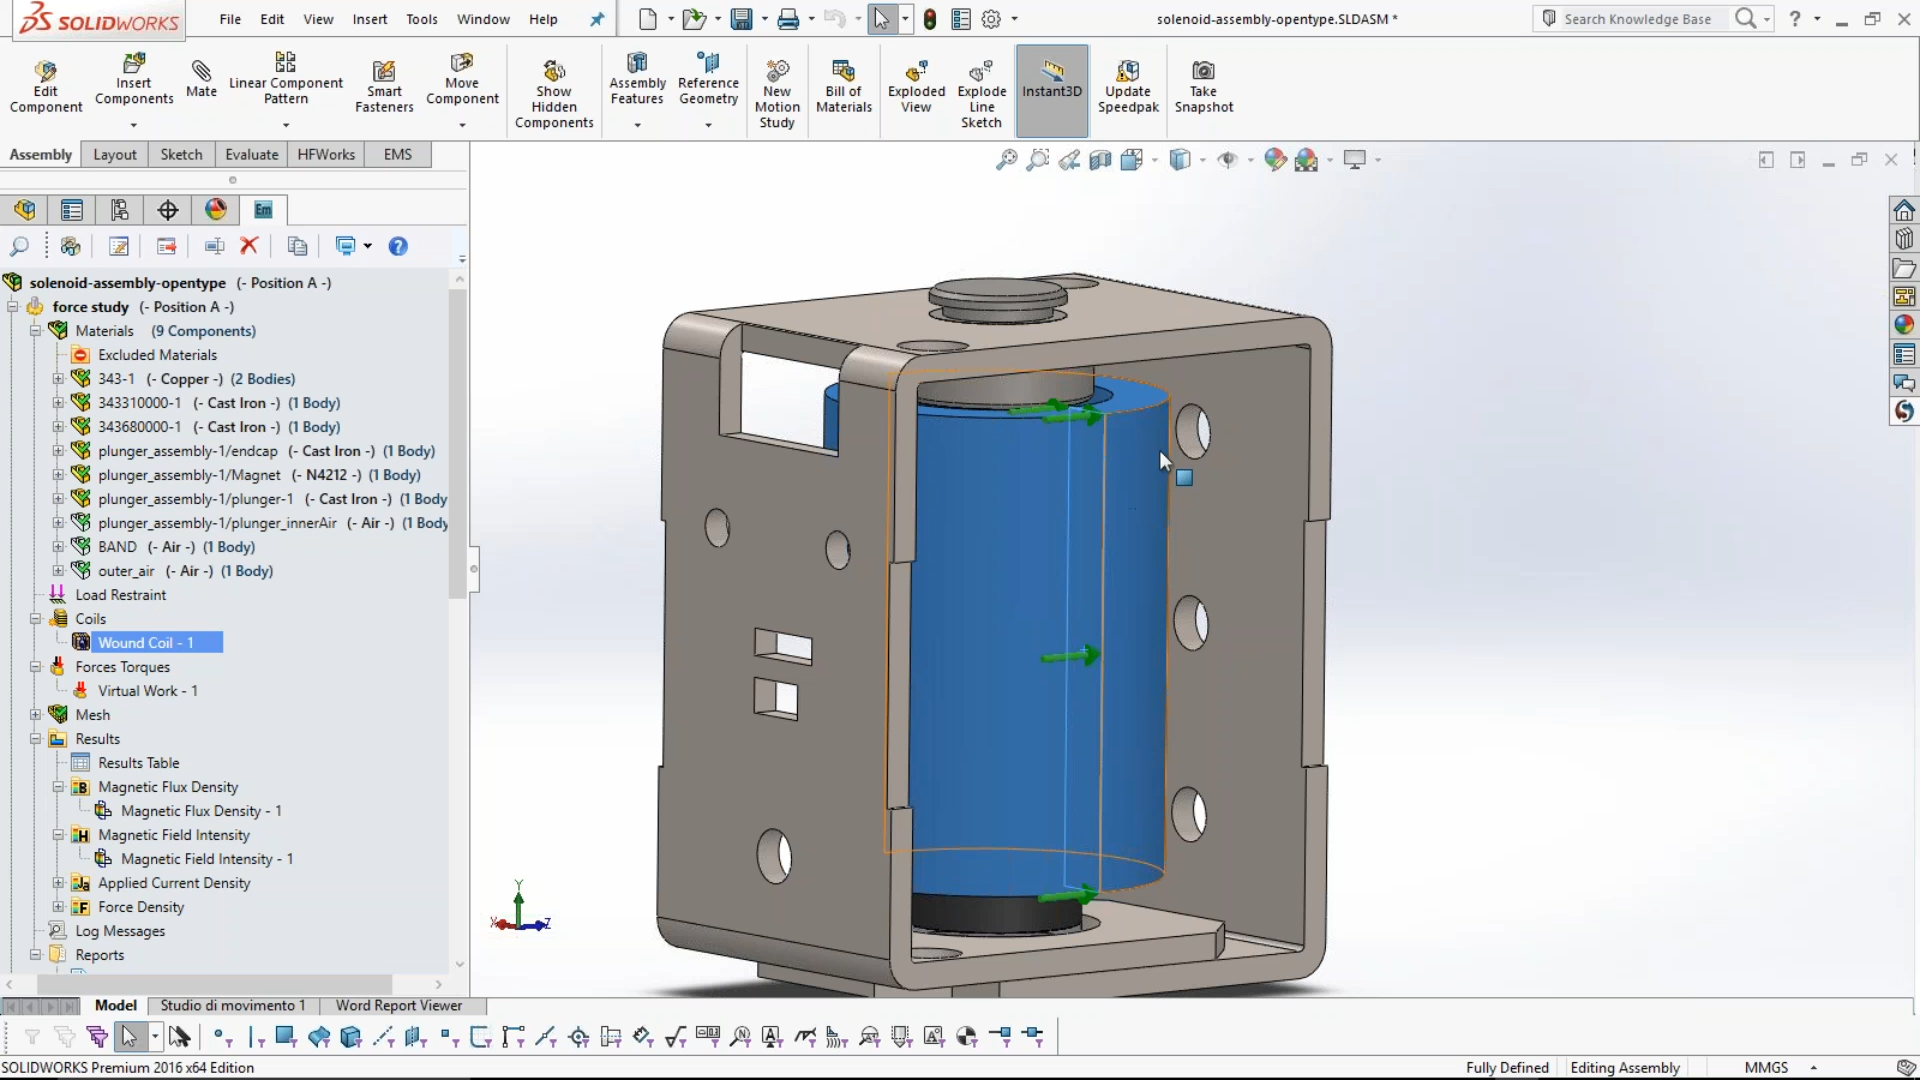 SOLIDWORKS File Edit View Insert Tools Window Help solenoid-assembly-opentype.SLDASM * Search Knowledge Base ?
Edit Component
Insert Components
Mate
Linear Component Pattern
Smart Fasteners
Move Component
Show Hidden Components
Assembly Features
Reference Geometry
New Motion Study
Bill of Materials
Exploded View
Explode Line Sketch
Instant3D
Update Speedpak
Take Snapshot
Assembly Layout Sketch Evaluate HFWorks EMS
Em
solenoid-assembly-opentype (- Position A -)
force study (- Position A -)
Materials (9 Components)
Excluded Materials
343-1 (- Copper -) (2 Bodies)
343310000-1 (- Cast Iron -) (1 Body)
343680000-1 (- Cast Iron -) (1 Body)
plunger_assembly-1/endcap (- Cast Iron -) (1 Body)
plunger_assembly-1/Magnet (- N4212 -) (1 Body)
plunger_assembly-1/plunger-1 (- Cast Iron -) (1 Body
plunger_assembly-1/plunger_innerAir (- Air -) (1 Body
BAND (- Air -) (1 Body)
outer_air (- Air -) (1 Body)
Load Restraint
Coils
Wound Coil - 1
Forces Torques
Virtual Work - 1
Mesh
Results
Results Table
Magnetic Flux Density
Magnetic Flux Density - 1
Magnetic Field Intensity
Magnetic Field Intensity - 1
Applied Current Density
Force Density
Log Messages
Reports
Y
X Z
Model Studio di movimento 1 Word Report Viewer
SOLIDWORKS Premium 2016 x64 Edition Fully Defined Editing Assembly MMGS